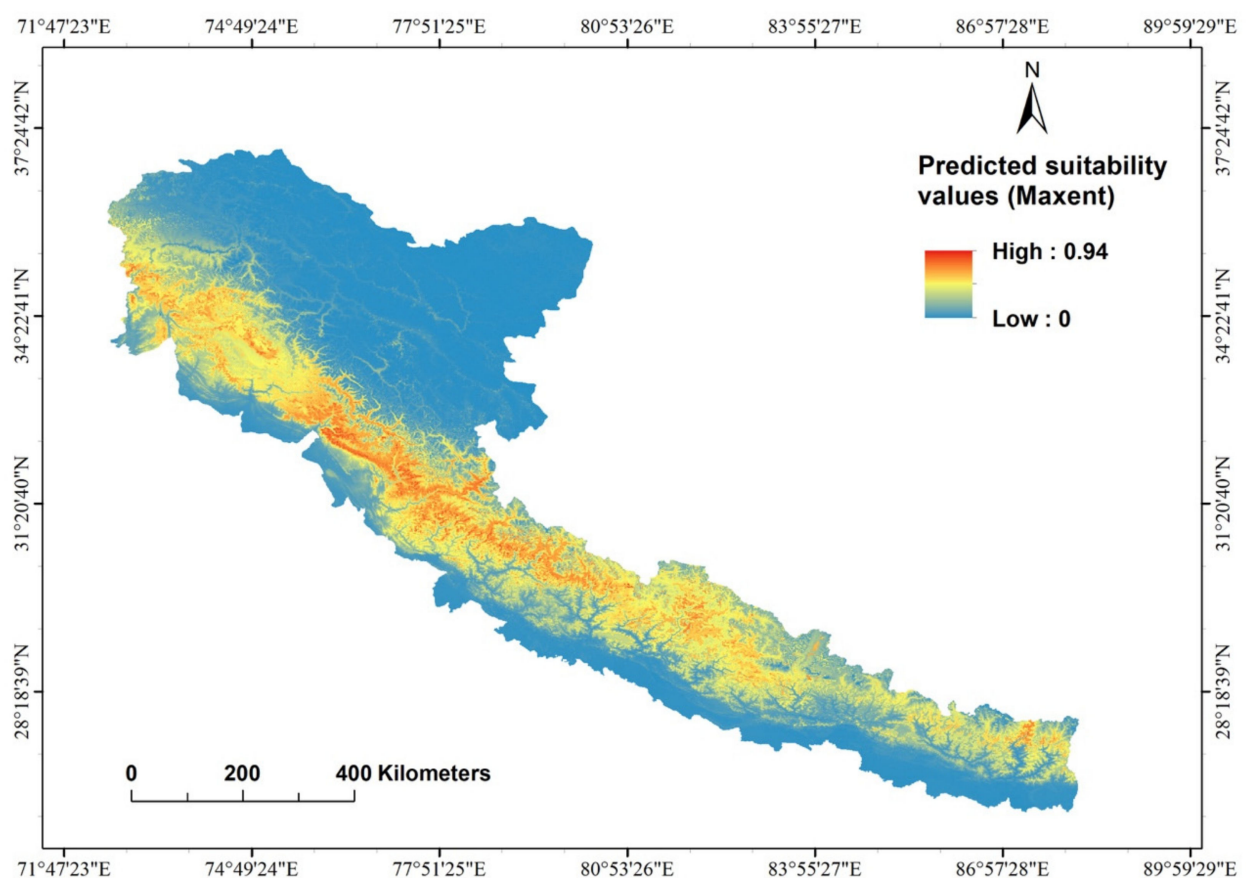 71°47'23"E 74°49'24"E 77°51'25"E 80°53'26"E 83°55'27"E 86°57'28"E 89°59'29"E
37°24'42"N
34°22'41"N
31°20'40"N
28°18'39"N
N
Predicted suitability
values (Maxent)
High : 0.94
Low : 0
37°24'42"N
34°22'41"N
31°20'40"N
28°18'39"N
0 200 400 Kilometers
71°47'23"E 74°49'24"E 77°51'25"E 80°53'26"E 83°55'27"E 86°57'28"E 89°59'29"E